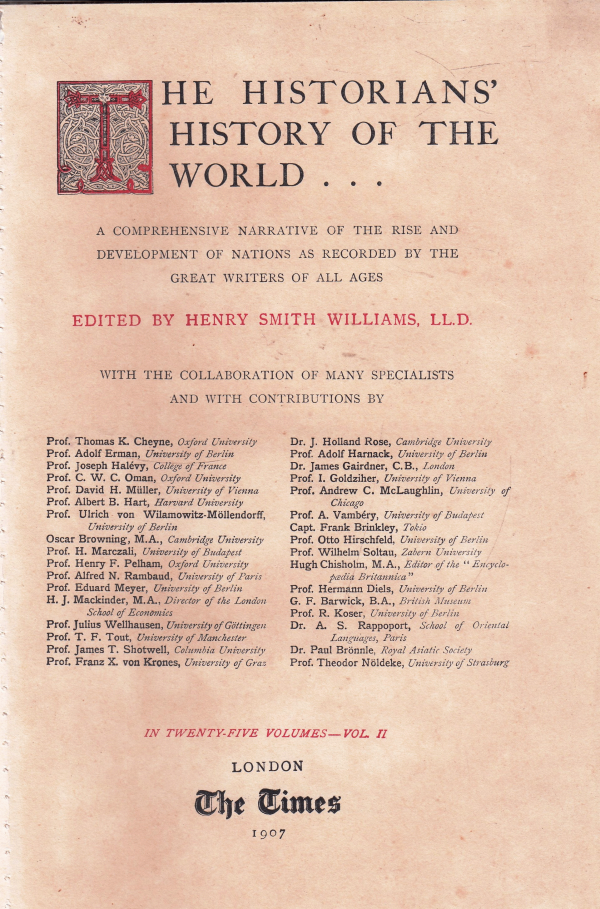 THE HISTORIANS'
HISTORY OF THE
WORLD . . .
A COMPREHENSIVE NARRATIVE OF THE RISE AND
DEVELOPMENT OF NATIONS AS RECORDED BY THE
GREAT WRITERS OF ALL AGES
EDITED BY HENRY SMITH WILLIAMS, LL.D.
WITH THE COLLABORATION OF MANY SPECIALISTS
AND WITH CONTRIBUTIONS BY
Prof. Thomas K. Cheyne, Oxford University
Prof. Adolf Erman, University of Berlin
Prof. Joseph Halévy, College of France
Prof. C. W. C. Oman, Oxford University
Prof. David H. Müller, University of Vienna
Prof. Albert B. Hart, Harvard University
Prof. Ulrich von Wilamowitz-Möllendorff,
University of Berlin
Oscar Browning, M.A., Cambridge University
Prof. H. Marczali, University of Budapest
Prof. Henry F. Pelham, Oxford University
Prof. Alfred N. Rambaud, University of Paris
Prof. Eduard Meyer, University of Berlin
H. J. Mackinder, M.A., Director of the London
School of Economics
Prof. Julius Wellhausen, University of Göttingen
Prof. T. F. Tout, University of Manchester
Prof. James T. Shotwell, Columbia University
Prof. Franz X. von Krones, University of Graz
Dr. J. Holland Rose, Cambridge University
Prof. Adolf Harnack, University of Berlin
Dr. James Gairdner, C.B., London
Prof. I. Goldziher, University of Vienna
Prof. Andrew C. McLaughlin, University of
Chicago
Prof. A. Vambéry, University of Budapest
Capt. Frank Brinkley, Tokio
Prof. Otto Hirschfeld, University of Berlin
Prof. Wilhelm Soltau, Zabern University
Hugh Chisholm, M.A., Editor of the "Encyclo-
pædia Britannica"
Prof. Hermann Diels, University of Berlin
G. F. Barwick, B.A., British Museum
Prof. R. Koser, University of Berlin
Dr. A. S. Rappoport, School of Oriental
Languages, Paris
Dr. Paul Brönnle, Royal Asiatic Society
Prof. Theodor Nöldeke, University of Strasburg
IN TWENTY-FIVE VOLUMES—VOL. II
LONDON
The Times
1907